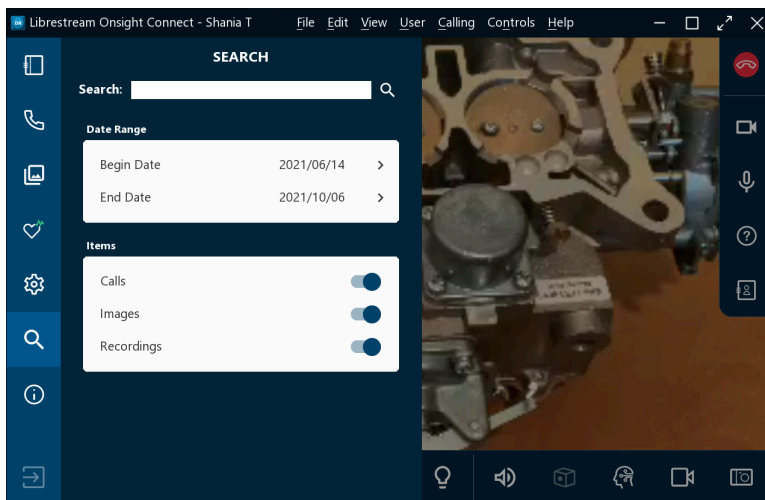 ON Librestream Onsight Connect - Shania T File Edit View User Calling Controls Help
SEARCH
Search:
Date Range
Begin Date 2021/06/14
End Date 2021/10/06
Items
Calls
Images
Recordings